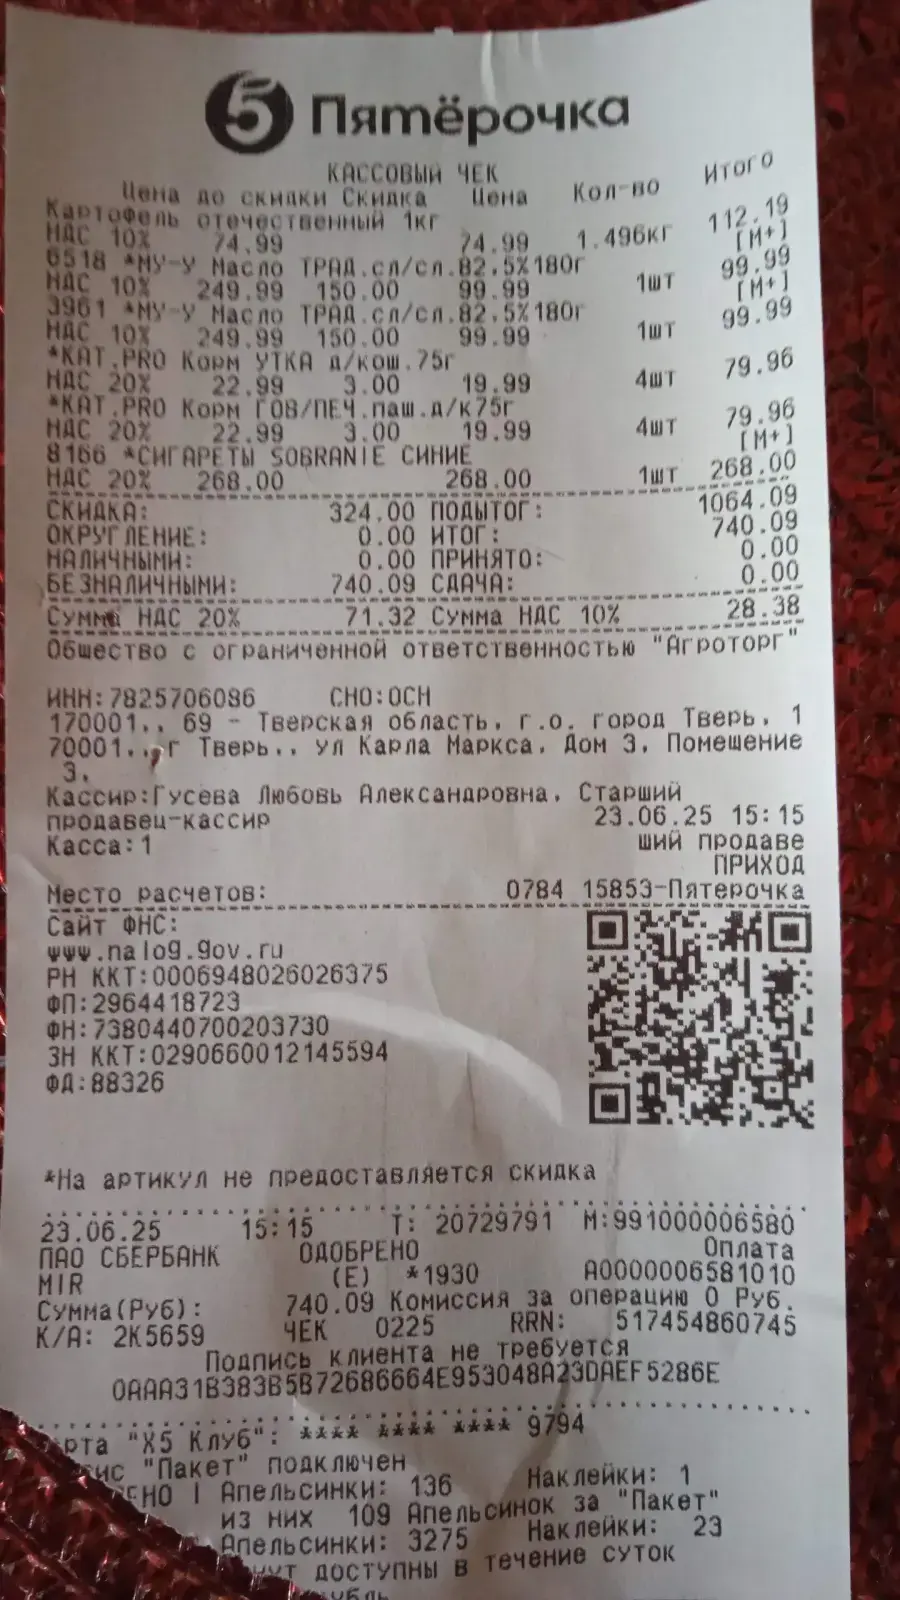 5 Пятёрочка
КАССОВЫЙ ЧЕК
Цена до скидки Скидка Цена Кол-во Итого
Картофель отечественный 1кг
НДС 10% 74.99 74.99 1.496кг 112.19
[М+]
6518 *МУ-У Масло ТРАД.сл/сл.82,5%180г
НДС 10% 249.99 150.00 99.99 1шт 99.99
[М+]
3961 *МУ-У Масло ТРАД.сл/сл.82,5%180г
НДС 10% 249.99 150.00 99.99 1шт 99.99
*КАТ.PRO Корм УТКА д/кош.75г
НДС 20% 22.99 3.00 19.99 4шт 79.96
*КАТ.PRO Корм ГОВ/ПЕЧ.паш.д/к75г
НДС 20% 22.99 3.00 19.99 4шт 79.96
[М+]
8166 *СИГАРЕТЫ SOBRANIE СИНИЕ
НДС 20% 268.00 268.00 1шт 268.00
СКИДКА: 324.00 ПОДЫТОГ: 1064.09
ОКРУГЛЕНИЕ: 0.00 ИТОГ: 740.09
НАЛИЧНЫМИ: 0.00 ПРИНЯТО: 0.00
БЕЗНАЛИЧНЫМИ: 740.09 СДАЧА: 0.00
Сумма НДС 20% 71.32 Сумма НДС 10% 28.38
Общество с ограниченной ответственностью "Агроторг"
ИНН:7825706086 СНО:ОСН
170001,, 69 - Тверская область, г.о. город Тверь, 1
70001,,,г Тверь,, ул Карла Маркса, Дом 3, Помещение
3,
Кассир:Гусева Любовь Александровна, Старший
продавец-кассир 23.06.25 15:15
Касса:1 ший продаве
ПРИХОД
Место расчетов: 0784 15853-Пятерочка
Сайт ФНС:
www.nalog.gov.ru
РН ККТ:0006948026026375
ФП:2964418723
ФН:7380440700203730
ЗН ККТ:0290660012145594
ФД:88326
*На артикул не предоставляется скидка
23.06.25 15:15 Т: 20729791 М:991000006580
ПАО СБЕРБАНК ОДОБРЕНО Оплата
MIR (E) *1930 A0000006581010
Сумма(Руб): 740.09 Комиссия за операцию 0 Руб.
К/А: 2К5659 ЧЕК 0225 RRN: 517454860745
Подпись клиента не требуется
0AAA31B383B5B72686664E953048A23DAEF5286E
арта "X5 Клуб": **** **** **** 9794
ис "Пакет" подключен
ЕНО | Апельсинки: 136 Наклейки: 1
из них 109 Апельсинок за "Пакет"
Апельсинки: 3275 Наклейки: 23
нут доступны в течение суток